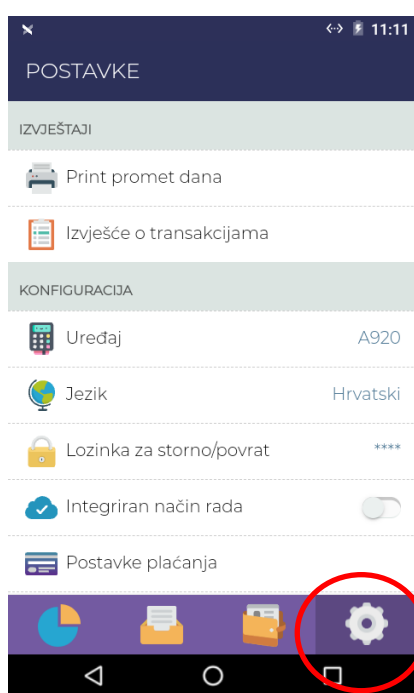 11:11
POSTAVKE
IZVJEŠTAJI
Print promet dana
Izvješće o transakcijama
KONFIGURACIJA
Uređaj A920
Jezik Hrvatski
Lozinka za storno/povrat ****
Integriran način rada
Postavke plaćanja